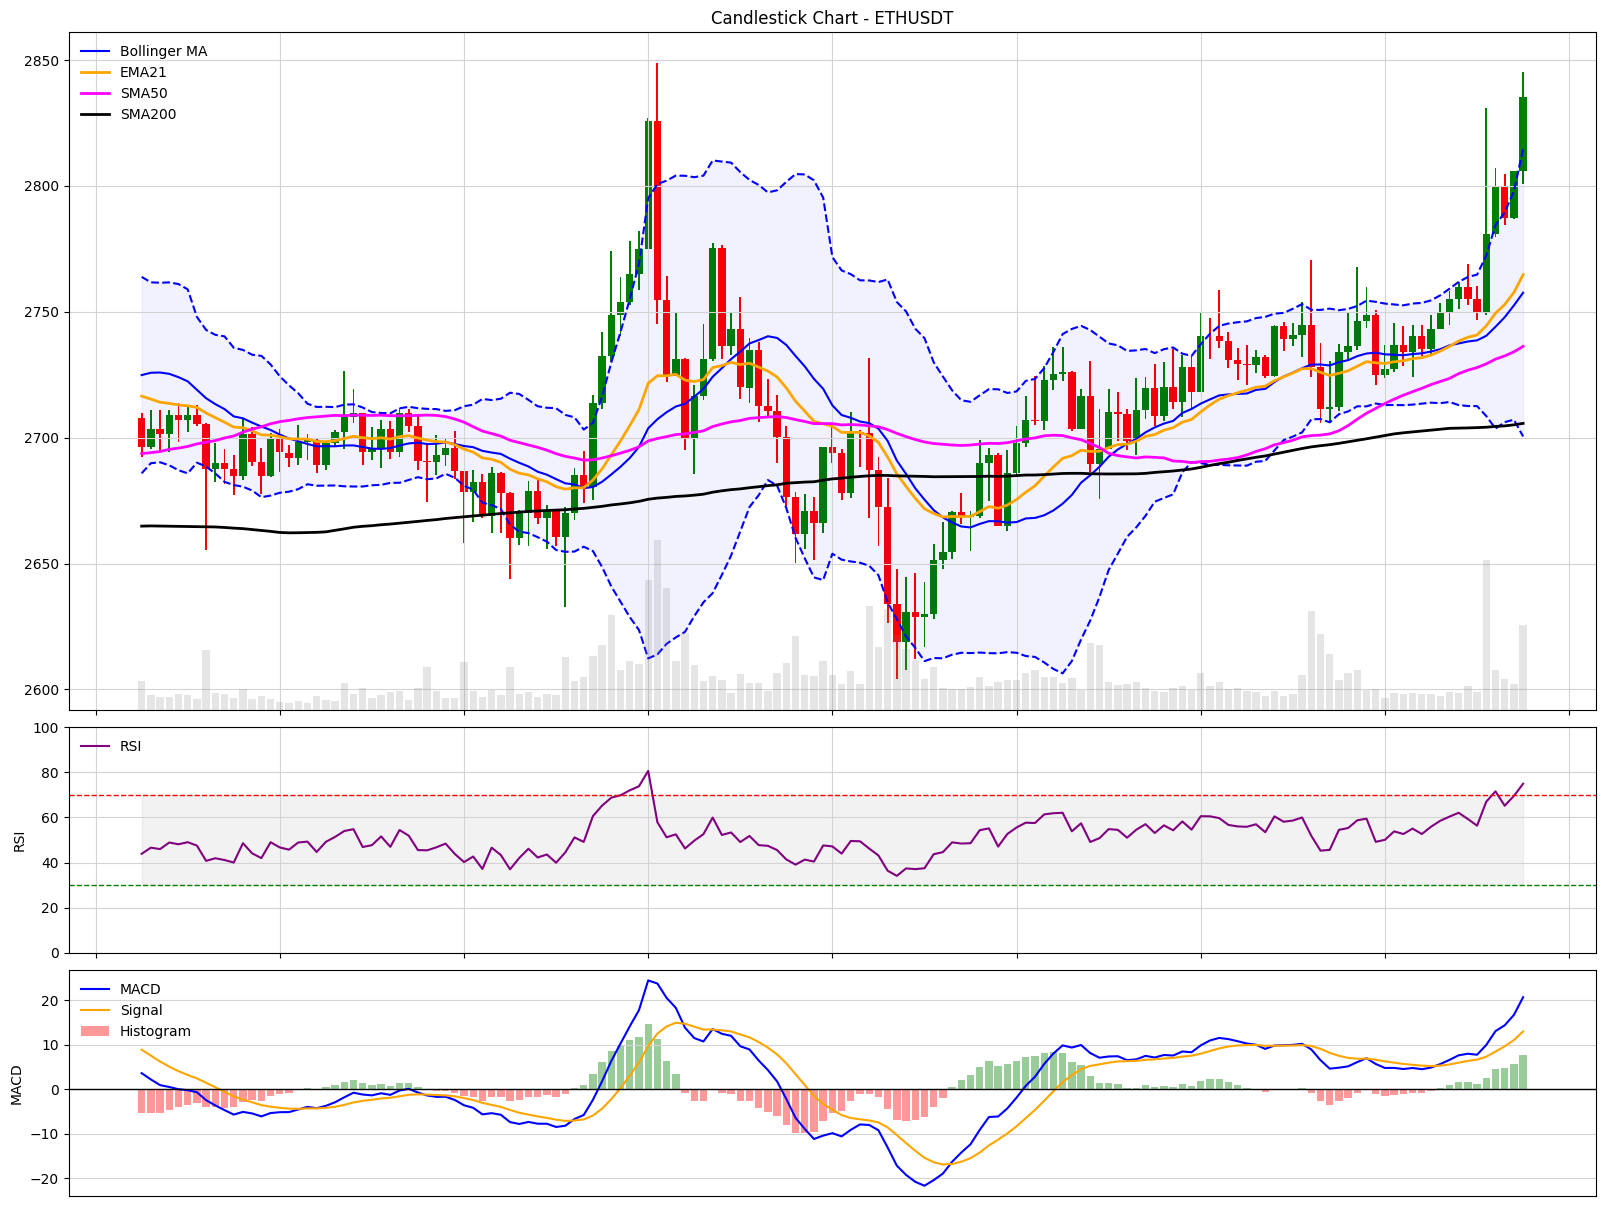 Candlestick Chart - ETHUSDT
Bollinger MA
EMA21
SMA50
SMA200
2850
2800
2750
2700
2650
2600
RSI
RSI
100
80
60
40
20
0
MACD
Signal
Histogram
MACD
20
10
0
−10
−20